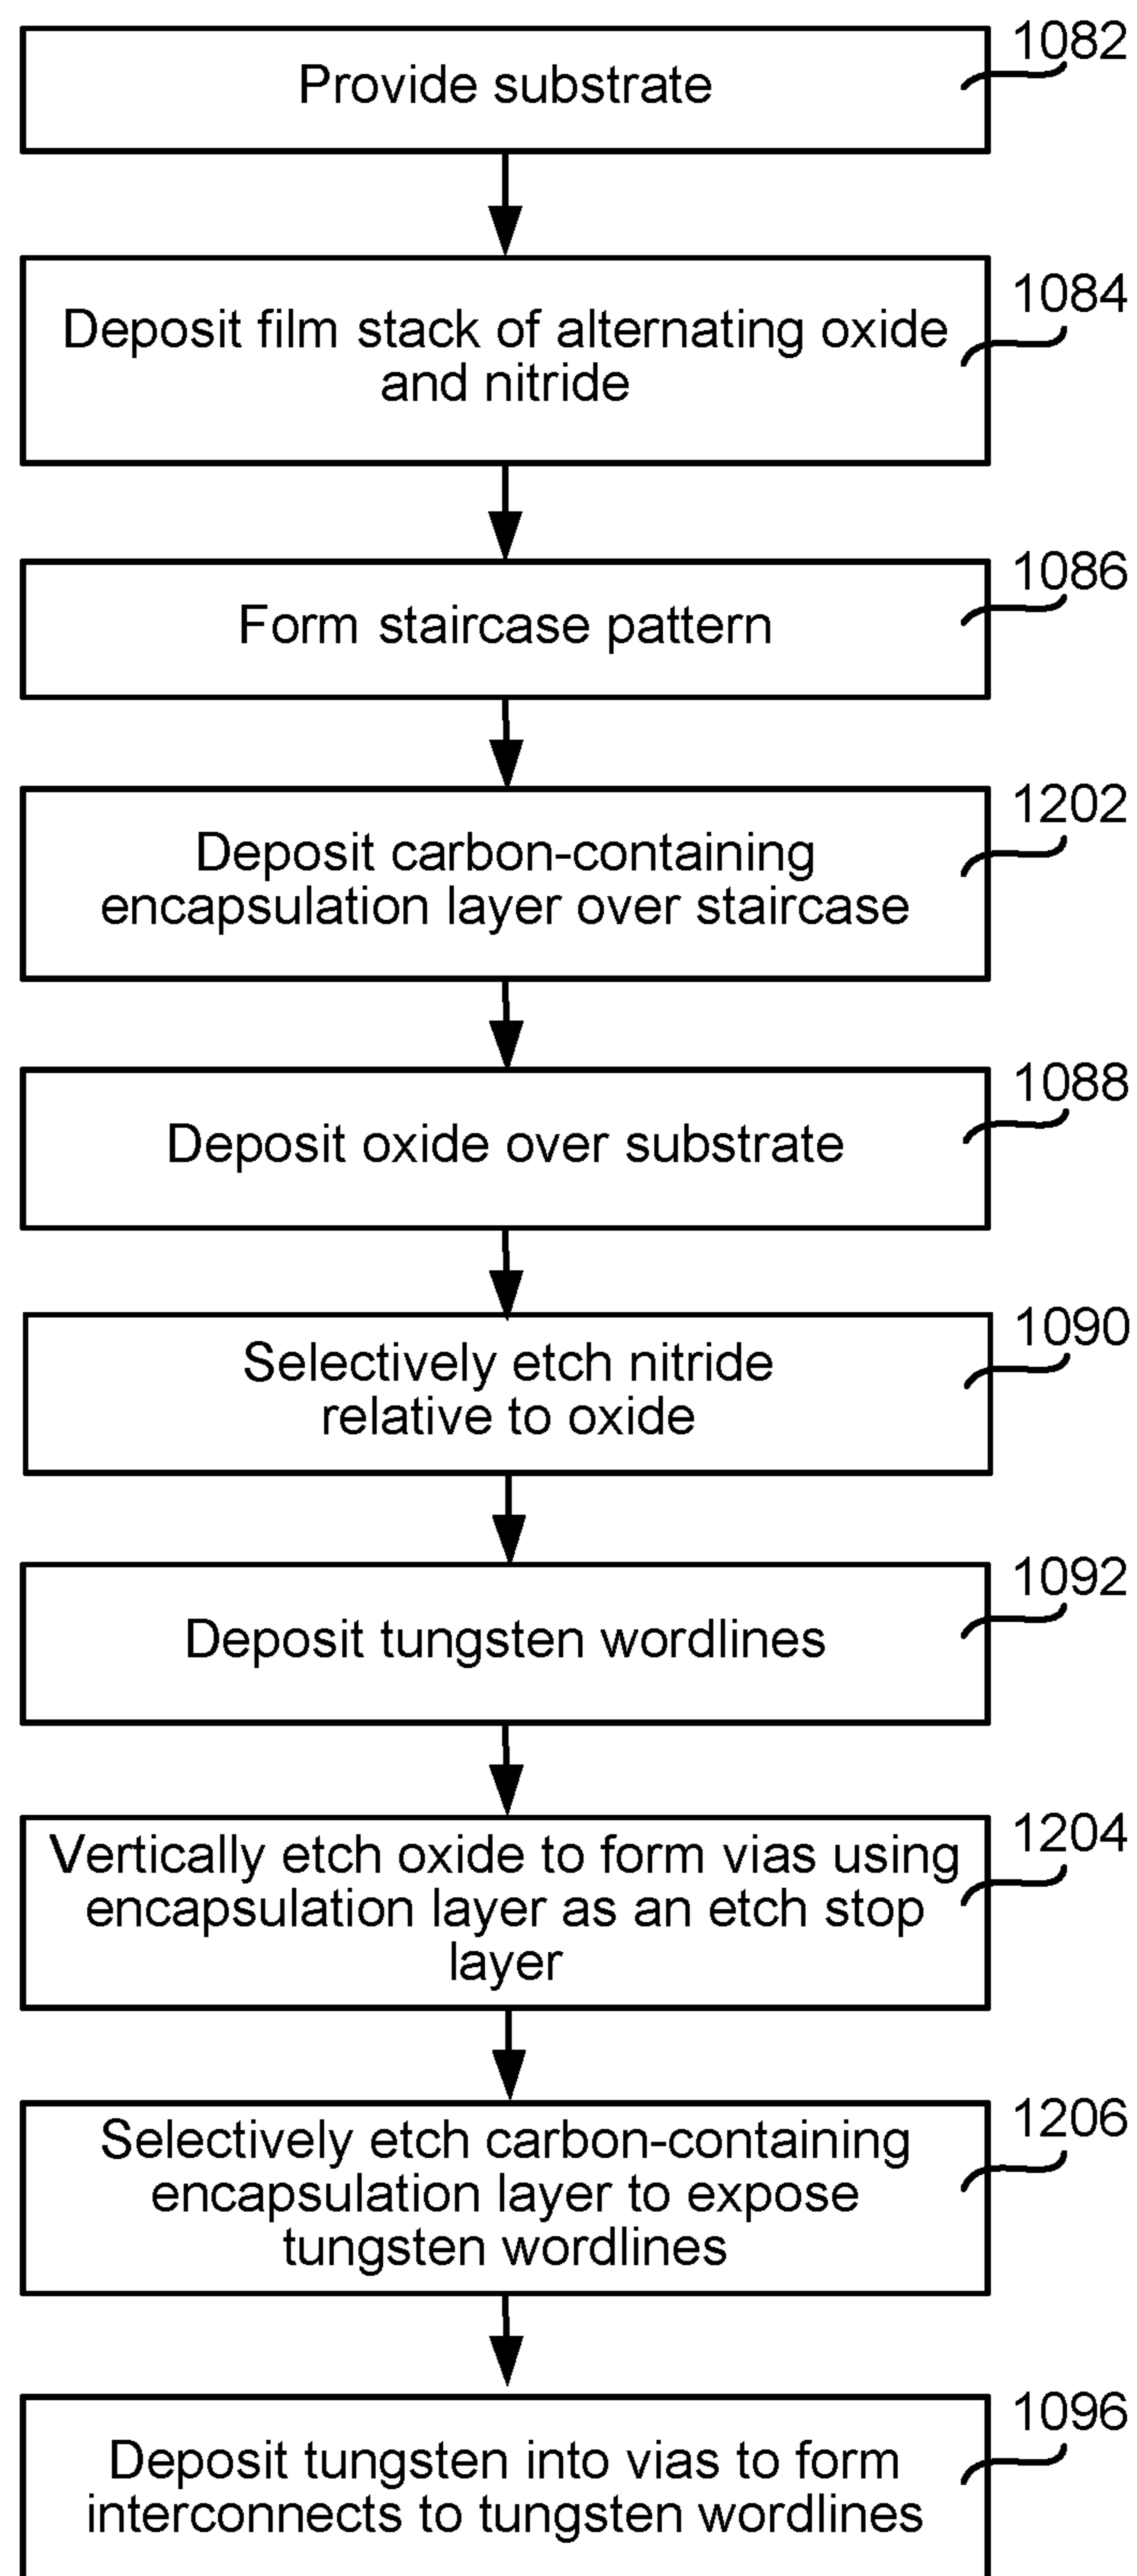 1082
Provide substrate
1084
Deposit film stack of alternating oxide
and nitride
1086
Form staircase pattern
1202
Deposit carbon-containing
encapsulation layer over staircase
1088
Deposit oxide over substrate
1090
Selectively etch nitride
relative to oxide
1092
Deposit tungsten wordlines
1204
Vertically etch oxide to form vias using
encapsulation layer as an etch stop
layer
1206
Selectively etch carbon-containing
encapsulation layer to expose
tungsten wordlines
1096
Deposit tungsten into vias to form
interconnects to tungsten wordlines